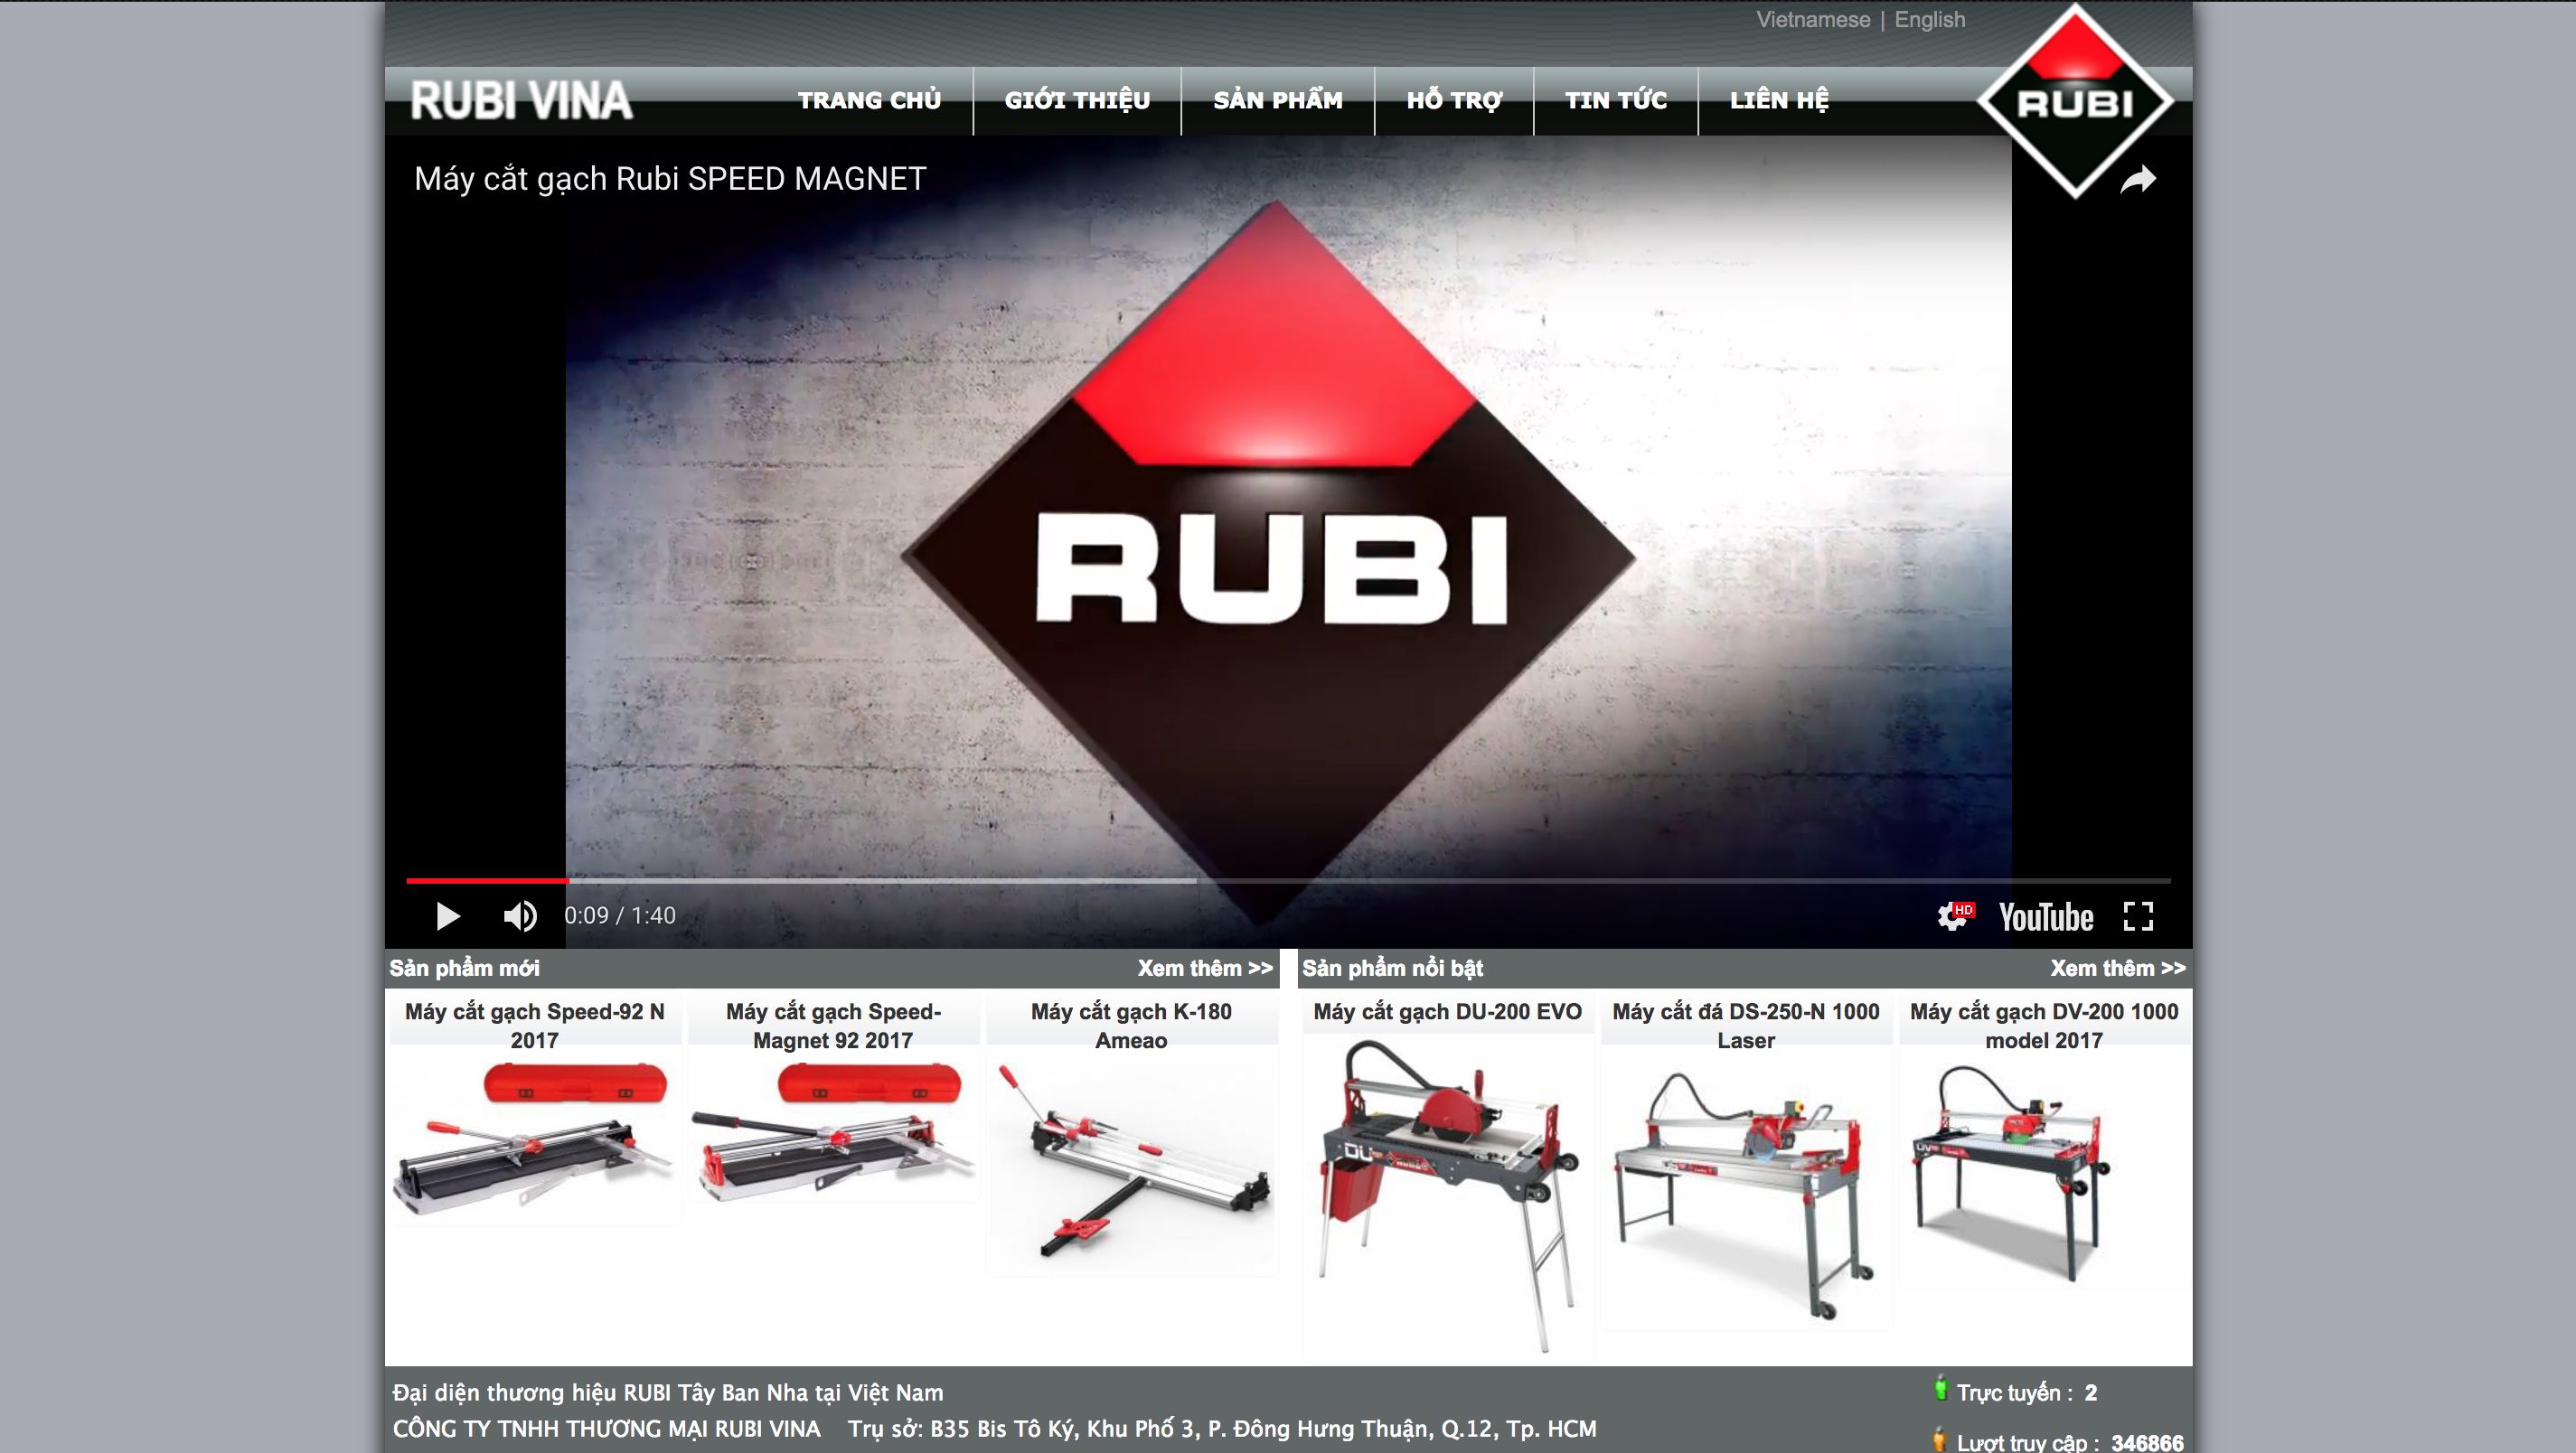 Vietnamese | English
RUBI VINA
TRANG CHỦ
GIỚI THIỆU
SẢN PHẨM
HỖ TRỢ
TIN TỨC
LIÊN HỆ
RUBI
Máy cắt gạch Rubi SPEED MAGNET
RUBI
0:09 / 1:40
HD
YouTube
Sản phẩm mới
Xem thêm >>
Sản phẩm nổi bật
Xem thêm >>
Máy cắt gạch Speed-92 N
2017
Máy cắt gạch Speed-
Magnet 92 2017
Máy cắt gạch K-180
Ameao
Máy cắt gạch DU-200 EVO
DU
Máy cắt đá DS-250-N 1000
Laser
Máy cắt gạch DV-200 1000
model 2017
Đại diện thương hiệu RUBI Tây Ban Nha tại Việt Nam
CÔNG TY TNHH THƯƠNG MẠI RUBI VINA Trụ sở: B35 Bis Tô Ký, Khu Phố 3, P. Đông Hưng Thuận, Q.12, Tp. HCM
Trực tuyến : 2
Lượt truy cập : 346866